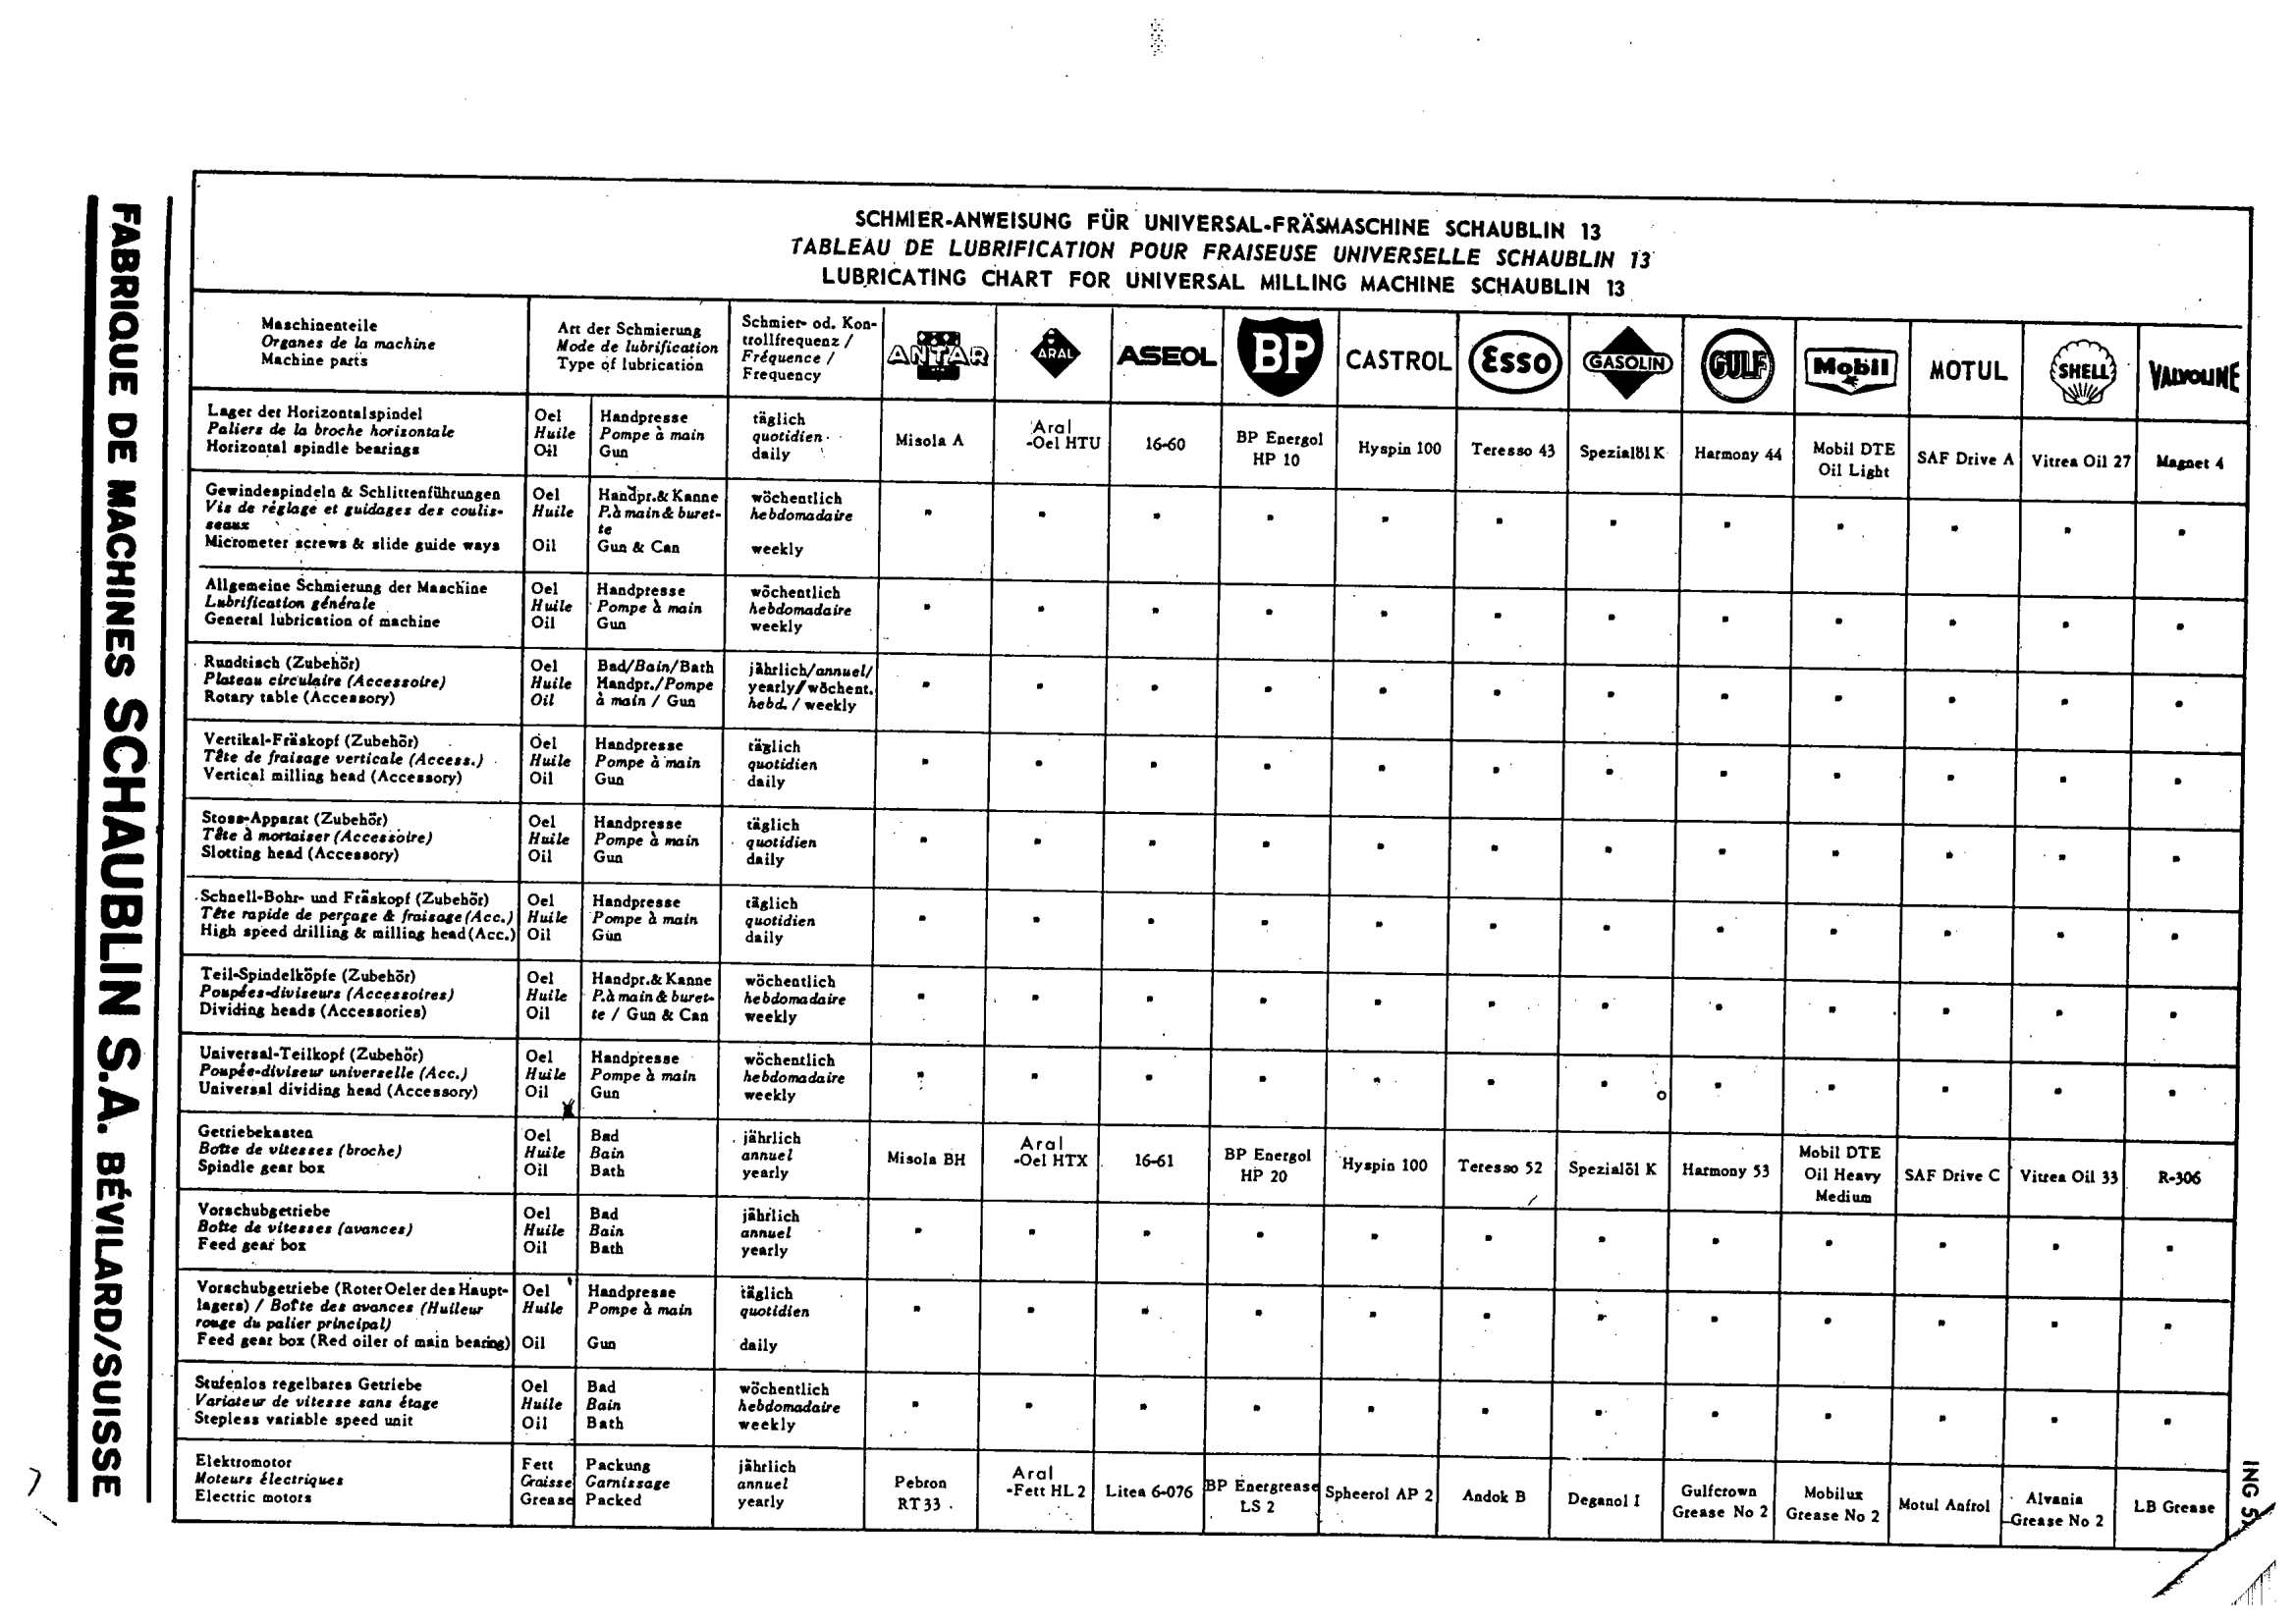 FABRIQUE DE MACHINES SCHAUBLIN S.A. BÉVILARD/SUISSE
SCHMIER-ANWEISUNG FÜR UNIVERSAL-FRÄSMASCHINE SCHAUBLIN 13
TABLEAU DE LUBRIFICATION POUR FRAISEUSE UNIVERSELLE SCHAUBLIN 13
LUBRICATING CHART FOR UNIVERSAL MILLING MACHINE SCHAUBLIN 13
Maschinenteile
Organes de la machine
Machine parts
Art der Schmierung
Mode de lubrification
Type of lubrication
Schmier- od. Kon-
trollfrequenz /
Fréquence /
Frequency
ANTAR
ARAL
ASEOL
BP
CASTROL
Esso
GASOLIN
GULF
Mobil
MOTUL
SHELL
VALVOLINE
Lager der Horizontalspindel
Paliers de la broche horizontale
Horizontal spindle bearings
Oel
Huile
Oil
Handpresse
Pompe à main
Gun
täglich
quotidien
daily
Misola A
Aral
-Oel HTU
16-60
BP Energol
HP 10
Hyspin 100
Teresso 43
Spezialöl K
Harmony 44
Mobil DTE
Oil Light
SAF Drive A
Vitrea Oil 27
Magnet 4
Gewindespindeln & Schlittenführungen
Vis de réglage et guidages des coulis-
seaux
Micrometer screws & slide guide ways
Oel
Huile
Oil
Handpr.& Kanne
P.à main & buret-
te
Gun & Can
wöchentlich
hebdomadaire
weekly
" " " " " " " " " " " "
Allgemeine Schmierung der Maschine
Lubrification générale
General lubrication of machine
Oel
Huile
Oil
Handpresse
Pompe à main
Gun
wöchentlich
hebdomadaire
weekly
" " " " " " " " " " " "
Rundtisch (Zubehör)
Plateau circulaire (Accessoire)
Rotary table (Accessory)
Oel
Huile
Oil
Bad/Bain/Bath
Handpr./Pompe
à main / Gun
jährlich/annuel/
yearly/wöchent.
hebd. / weekly
" " " " " " " " " " " "
Vertikal-Fräskopf (Zubehör)
Tête de fraisage verticale (Access.)
Vertical milling head (Accessory)
Oel
Huile
Oil
Handpresse
Pompe à main
Gun
täglich
quotidien
daily
" " " " " " " " " " " "
Stoss-Apparat (Zubehör)
Tête à mortaiser (Accessoire)
Slotting head (Accessory)
Oel
Huile
Oil
Handpresse
Pompe à main
Gun
täglich
quotidien
daily
" " " " " " " " " " " "
Schnell-Bohr- und Fräskopf (Zubehör)
Tête rapide de perçage & fraisage (Acc.)
High speed drilling & milling head (Acc.)
Oel
Huile
Oil
Handpresse
Pompe à main
Gun
täglich
quotidien
daily
" " " " " " " " " " " "
Teil-Spindelköpfe (Zubehör)
Poupées-diviseurs (Accessoires)
Dividing heads (Accessories)
Oel
Huile
Oil
Handpr.& Kanne
P.à main & buret-
te / Gun & Can
wöchentlich
hebdomadaire
weekly
" " " " " " " " " " " "
Universal-Teilkopf (Zubehör)
Poupée-diviseur universelle (Acc.)
Universal dividing head (Accessory)
Oel
Huile
Oil
Handpresse
Pompe à main
Gun
wöchentlich
hebdomadaire
weekly
" " " " " " " " " " " "
Getriebekasten
Boîte de vitesses (broche)
Spindle gear box
Oel
Huile
Oil
Bad
Bain
Bath
jährlich
annuel
yearly
Misola BH
Aral
-Oel HTX
16-61
BP Energol
HP 20
Hyspin 100
Teresso 52
Spezialöl K
Harmony 53
Mobil DTE
Oil Heavy
Medium
SAF Drive C
Vitrea Oil 33
R-306
Vorschubgetriebe
Boîte de vitesses (avances)
Feed gear box
Oel
Huile
Oil
Bad
Bain
Bath
jährlich
annuel
yearly
" " " " " " " " " " " "
Vorschubgetriebe (Roter Oeler des Haupt-
lagers) / Boîte des avances (Huileur
rouge du palier principal)
Feed gear box (Red oiler of main bearing)
Oel
Huile
Oil
Handpresse
Pompe à main
Gun
täglich
quotidien
daily
" " " " " " " " " " " "
Stufenlos regelbares Getriebe
Variateur de vitesse sans étage
Stepless variable speed unit
Oel
Huile
Oil
Bad
Bain
Bath
wöchentlich
hebdomadaire
weekly
" " " " " " " " " " " "
Elektromotor
Moteurs électriques
Electric motors
Fett
Graisse
Grease
Packung
Garnissage
Packed
jährlich
annuel
yearly
Pebron
RT 33
Aral
-Fett HL 2
Litea 6-076
BP Energrease
LS 2
Spheerol AP 2
Andok B
Deganol I
Gulfcrown
Grease No 2
Mobilux
Grease No 2
Motul Anfrol
Alvania
Grease No 2
LB Grease
ING 5